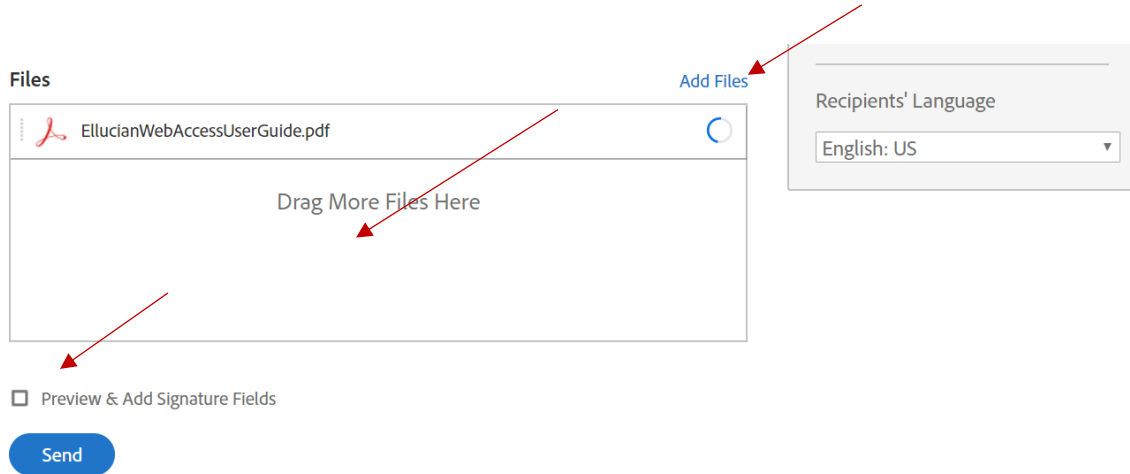 Files
Add Files
EllucianWebAccessUserGuide.pdf
Drag More Files Here
Preview & Add Signature Fields
Send
Recipients' Language
English: US